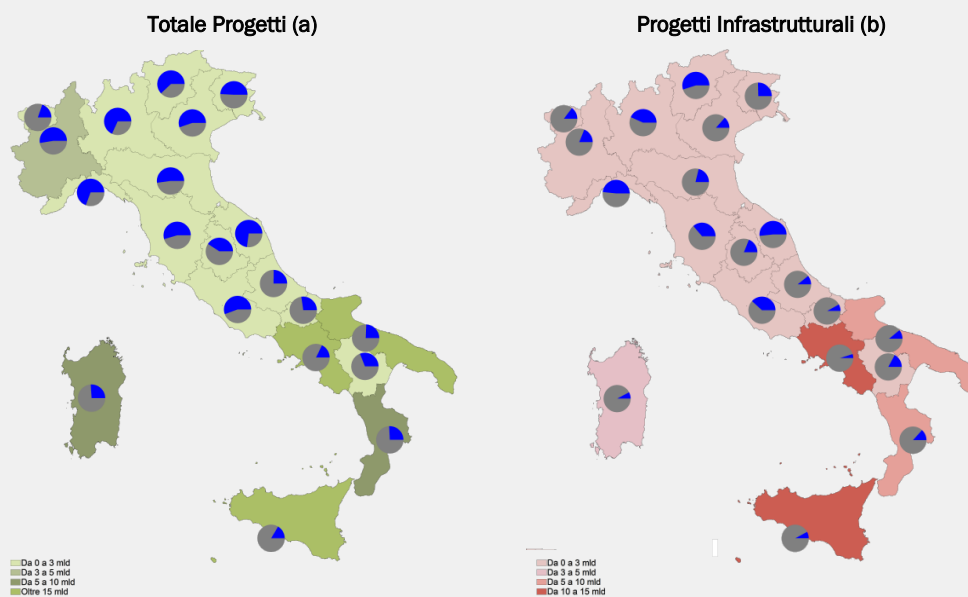 Totale Progetti (a)
Progetti Infrastrutturali (b)
Da 0 a 3 mld
Da 3 a 5 mld
Da 5 a 10 mld
Oltre 15 mld
Da 0 a 3 mld
Da 3 a 5 mld
Da 5 a 10 mld
Da 10 a 15 mld